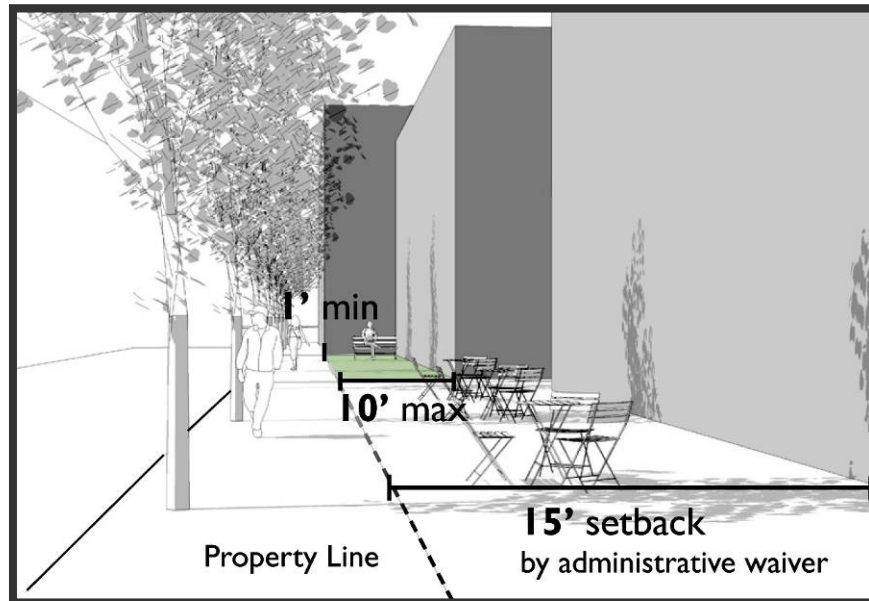 1’ min
10’ max
15’ setback
by administrative waiver
Property Line